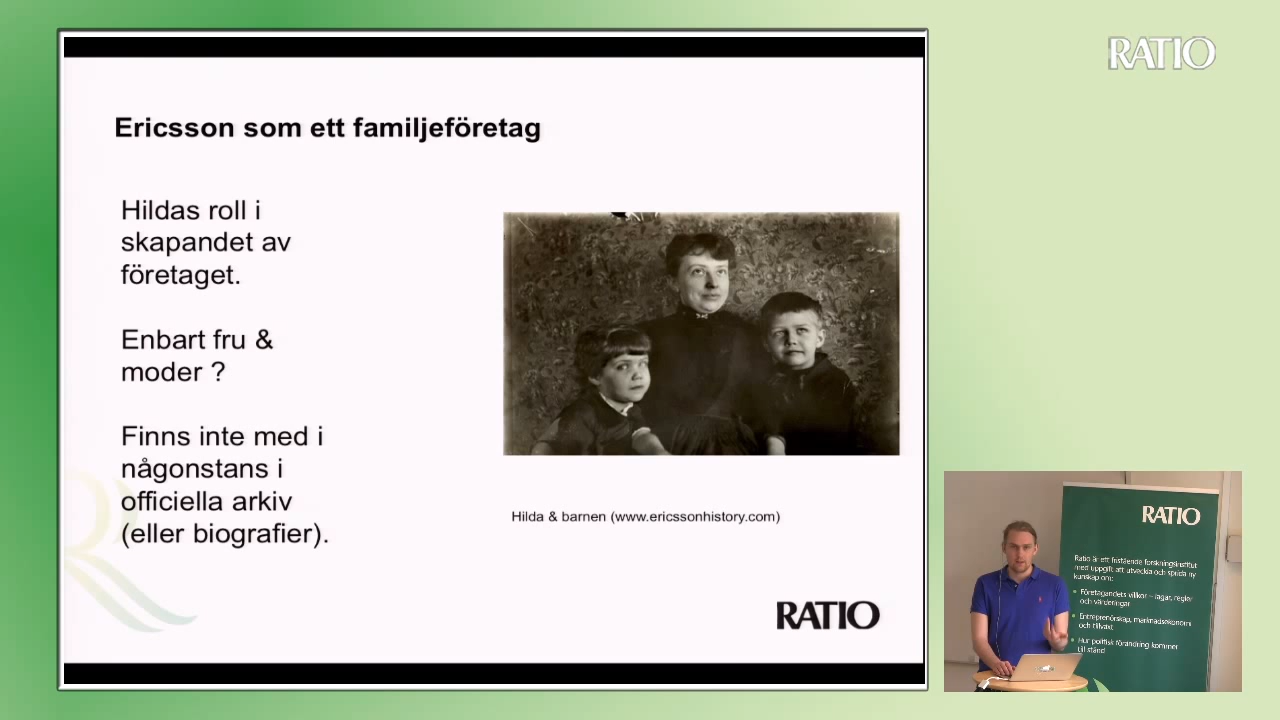 RATIO
Ericsson som ett familjeföretag
Hildas roll i
skapandet av
företaget.
Enbart fru &
moder ?
Finns inte med i
någonstans i
officiella arkiv
(eller biografier).
Hilda & barnen (www.ericssonhistory.com)
RATIO
RATIO
Ratio är ett fristående forskningsinstitut
med uppgift att utveckla och sprida ny
kunskap om:
Företagandets villkor – lagar, regler
och värderingar
Entreprenörskap, marknadsekonomi
och tillväxt
Hur politisk förändring kommer
till stånd